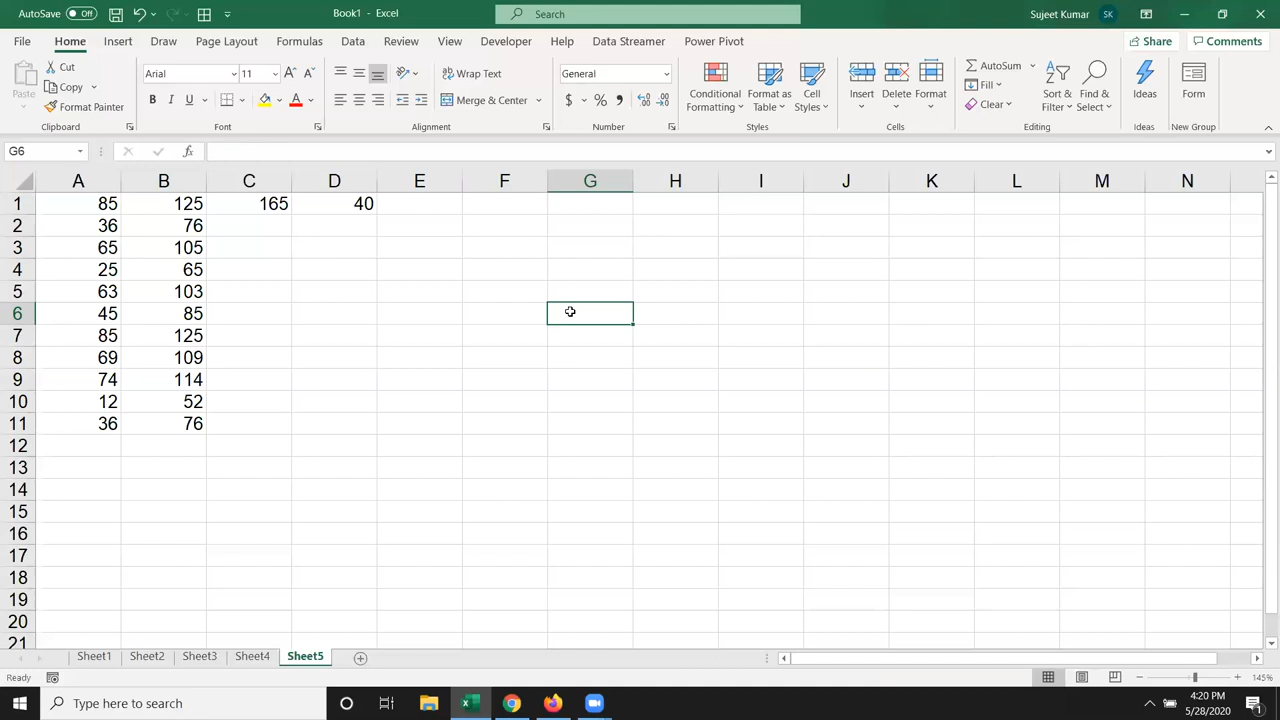 AutoSave Off Book1 - Excel Search Sujeet Kumar SK
File Home Insert Draw Page Layout Formulas Data Review View Developer Help Data Streamer Power Pivot Share Comments
Paste Cut Copy Format Painter Clipboard
Arial 11 B I U Font
Wrap Text Merge & Center Alignment
General $ % , Number
Conditional Formatting Format as Table Cell Styles Styles
Insert Delete Format Cells
AutoSum Fill Clear Sort & Filter Find & Select Editing
Ideas Ideas
Form New Group
G6 fx
A B C D E F G H I J K L M N
1 85 125 165 40
2 36 76
3 65 105
4 25 65
5 63 103
6 45 85
7 85 125
8 69 109
9 74 114
10 12 52
11 36 76
12
13
14
15
16
17
18
19
20
21
Sheet1 Sheet2 Sheet3 Sheet4 Sheet5
Ready 145%
Type here to search 4:20 PM
5/28/2020 1